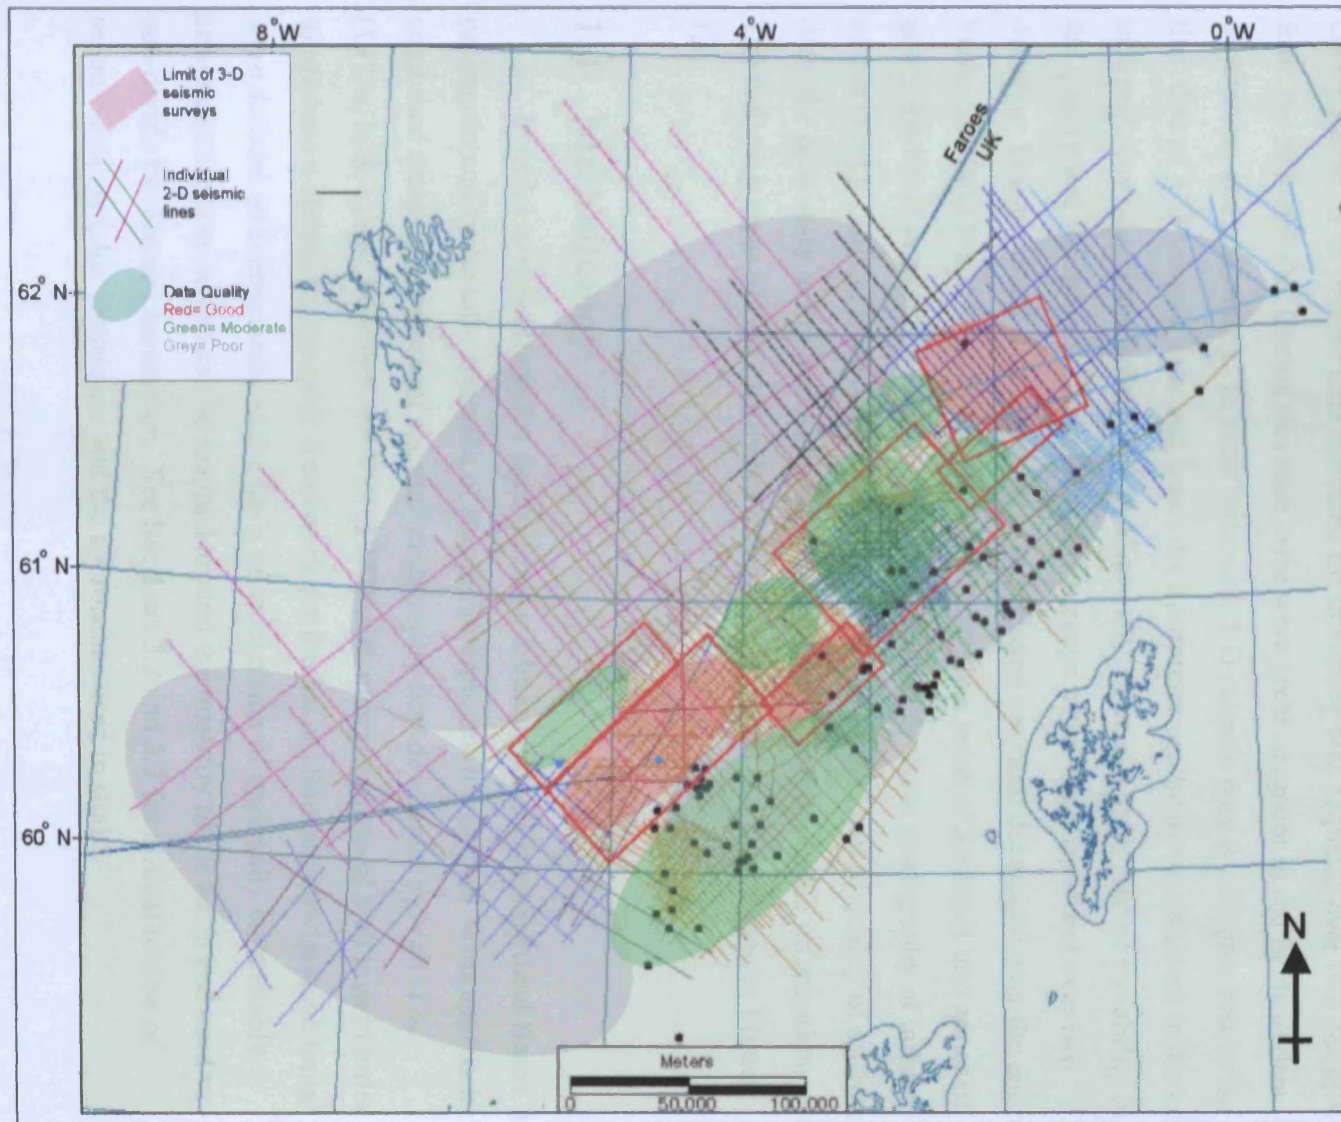 8°W
4°W
0°W
Limit of 3-D
seismic
surveys
Individual
2-D seismic
lines
Data Quality
Red= Good
Green= Moderate
Grey= Poor
Faroes
UK
62° N
61° N
60° N
N
Meters
0 50,000 100,000